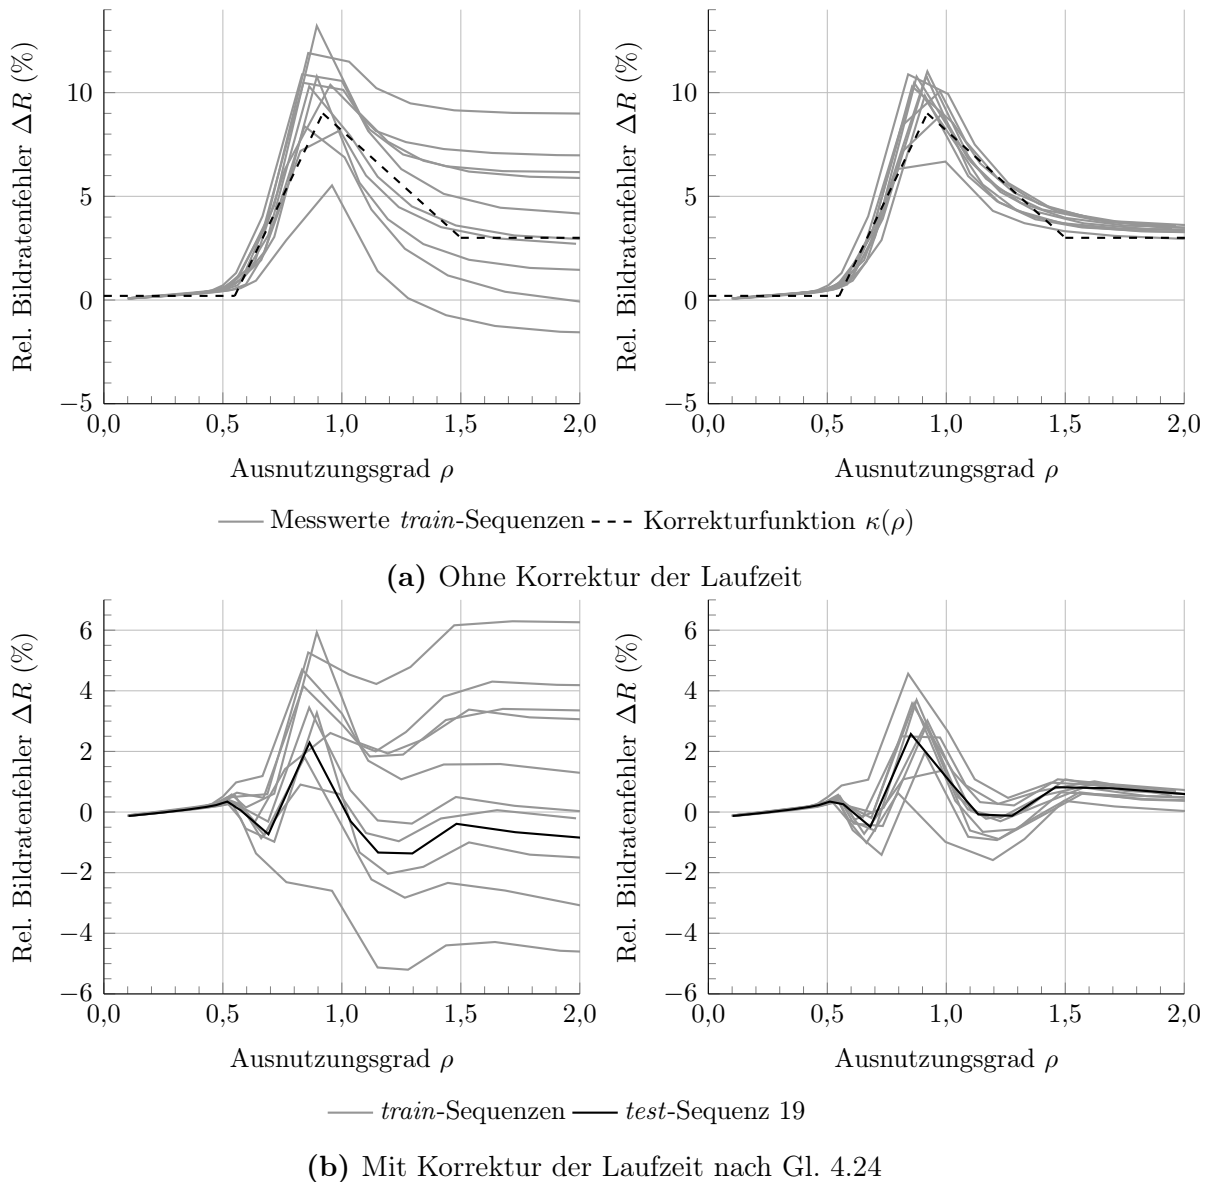 10
5
0
−5
0,0 0,5 1,0 1,5 2,0
Ausnutzungsgrad ρ
Rel. Bildratenfehler ΔR (%)
10
5
0
−5
0,0 0,5 1,0 1,5 2,0
Ausnutzungsgrad ρ
Rel. Bildratenfehler ΔR (%)
Messwerte train-Sequenzen Korrekturfunktion κ(ρ)
(a) Ohne Korrektur der Laufzeit
6
4
2
0
−2
−4
−6
0,0 0,5 1,0 1,5 2,0
Ausnutzungsgrad ρ
Rel. Bildratenfehler ΔR (%)
6
4
2
0
−2
−4
−6
0,0 0,5 1,0 1,5 2,0
Ausnutzungsgrad ρ
Rel. Bildratenfehler ΔR (%)
train-Sequenzen test-Sequenz 19
(b) Mit Korrektur der Laufzeit nach Gl. 4.24